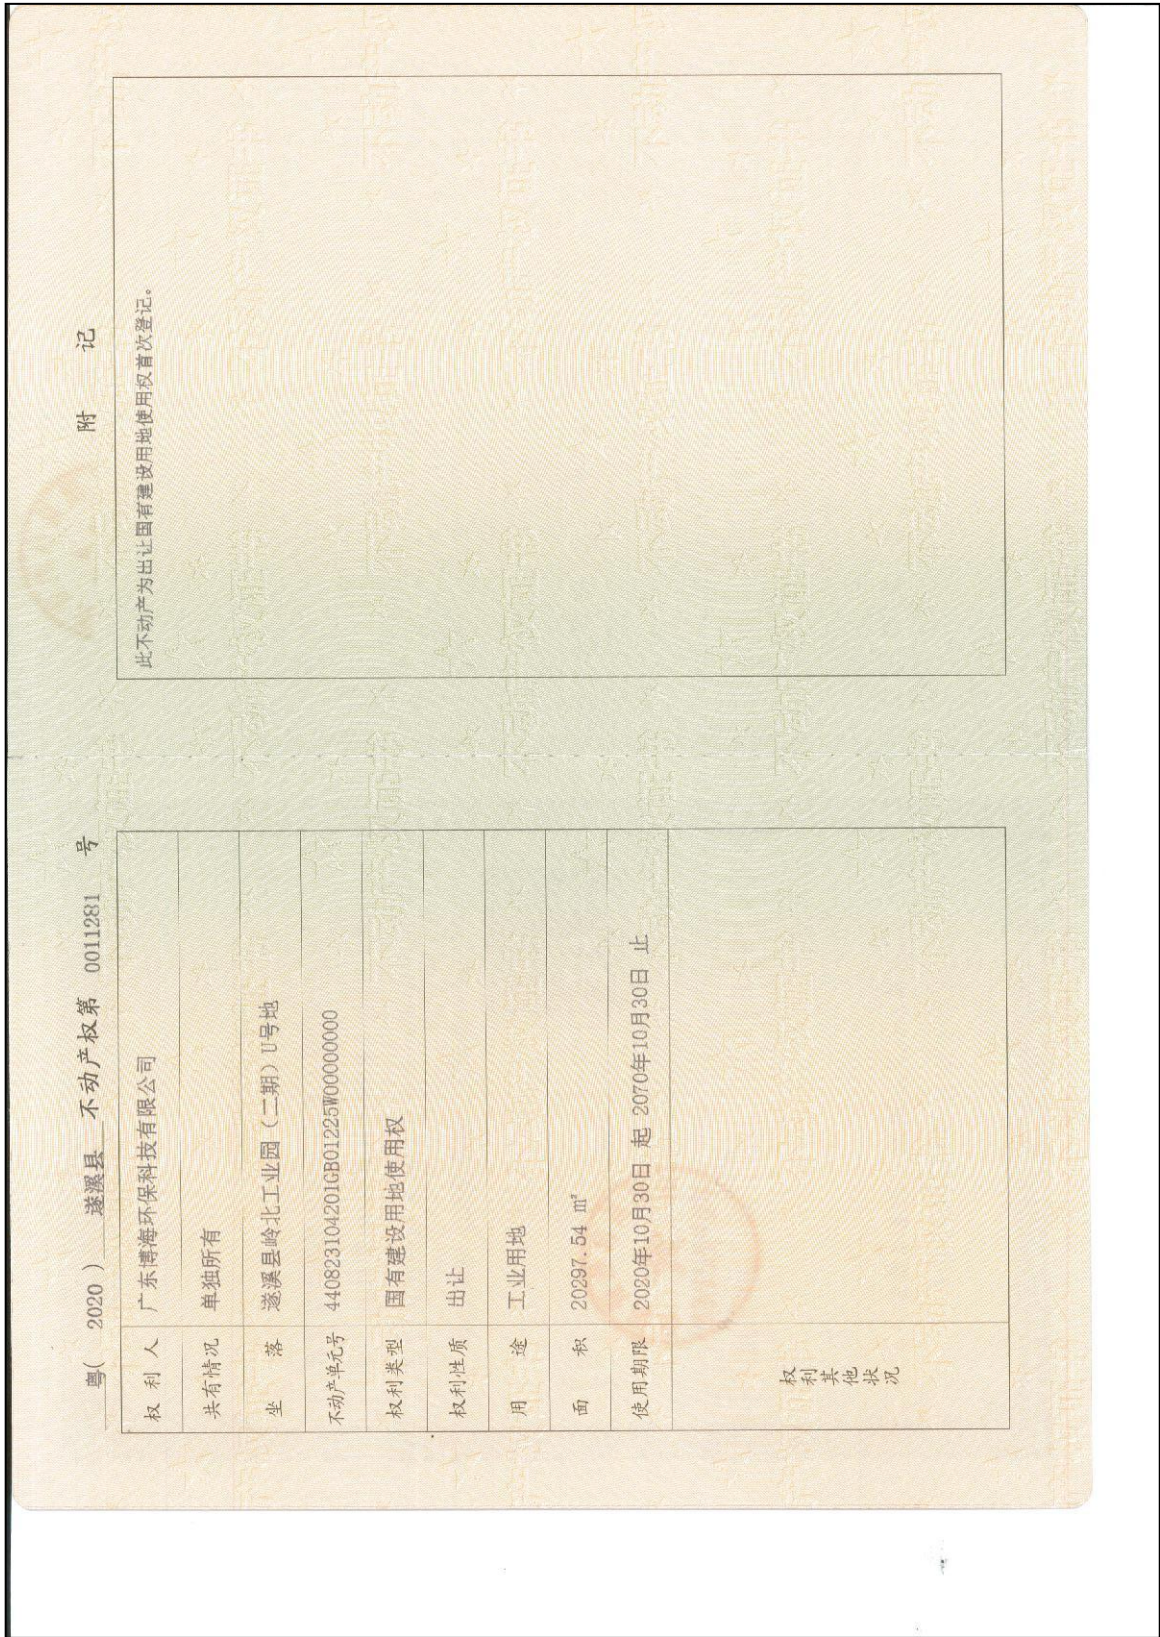 粤( 2020 ) 遂溪县 不动产权第 0011281 号
权利人 广东博海环保科技有限公司
共有情况 单独所有
坐落 遂溪县岭北工业园(二期)U号地
不动产单元号 440823104201GB01225W00000000
权利类型 国有建设用地使用权
权利性质 出让
用途 工业用地
面积 20297.54 ㎡
使用期限 2020年10月30日 起 2070年10月30日 止
权利其他状况
附记
此不动产为出让国有建设用地使用权首次登记。